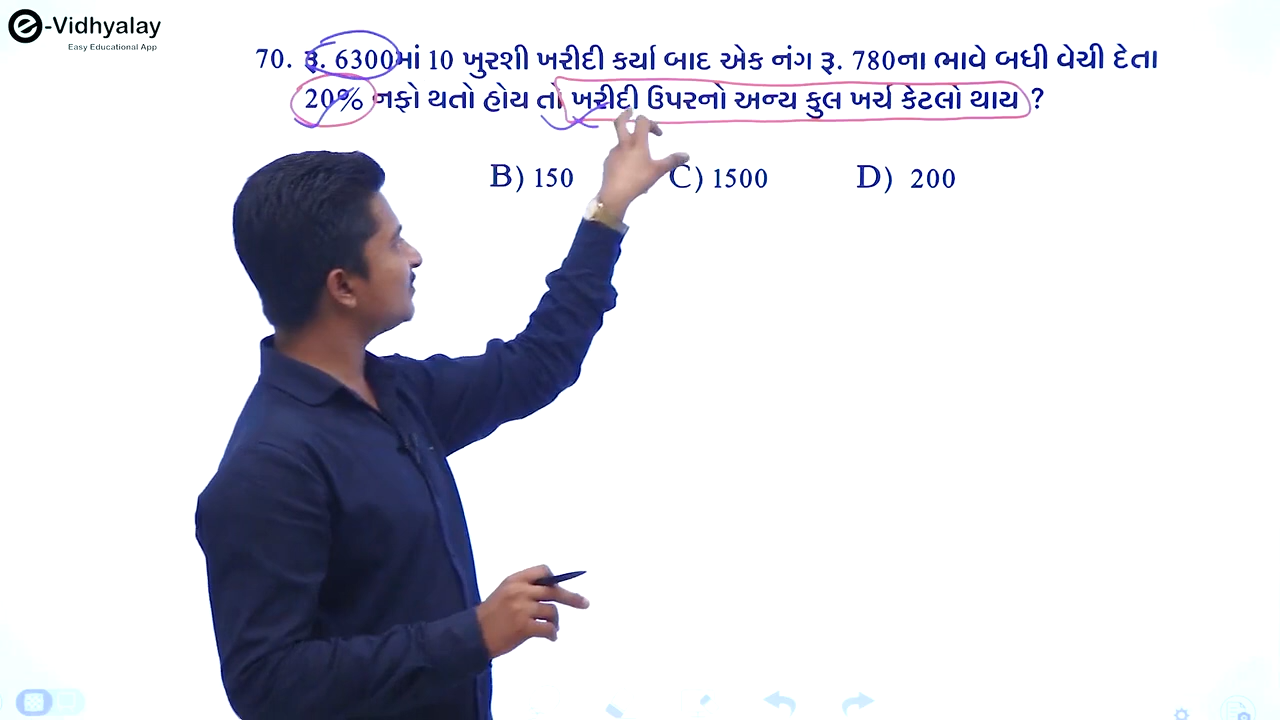 e-Vidhyalay
Easy Educational App
70. રૂ. 6300માં 10 ખુરશી ખરીદી કર્યા બાદ એક નંગ રૂ. 780ના ભાવે બધી વેચી દેતા
20% નફો થતો હોય તો ખરીદી ઉપરનો અન્ય કુલ ખર્ચ કેટલો થાય ?
B) 150 C) 1500 D) 200